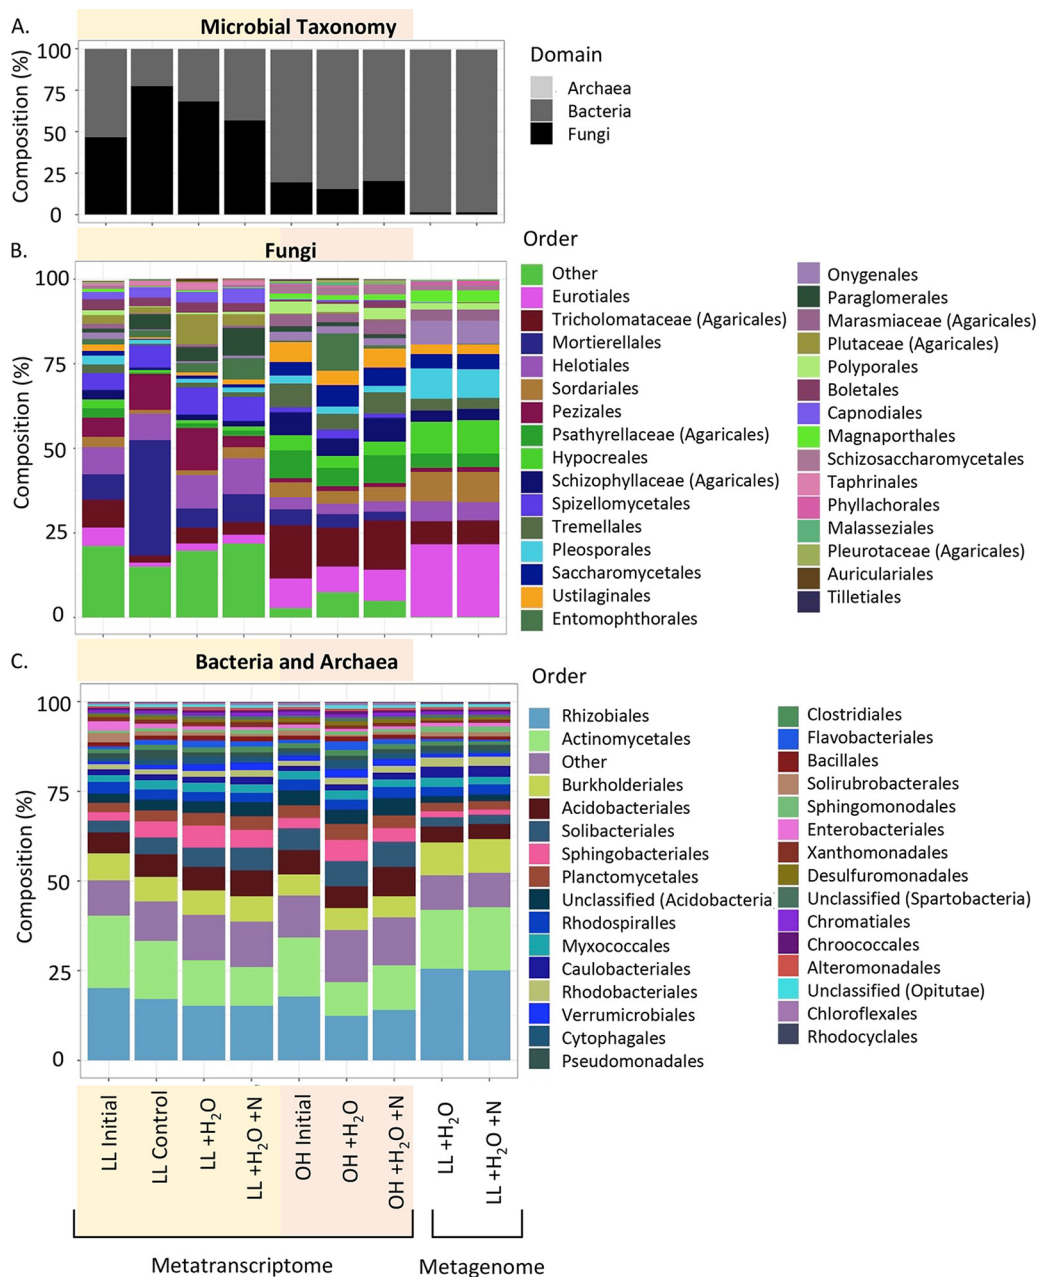 A.
Microbial Taxonomy
Composition (%)
100
75
50
25
0
Domain
Archaea
Bacteria
Fungi
B.
Fungi
Composition (%)
100
75
50
25
0
Order
Other
Eurotiales
Tricholomataceae (Agaricales)
Mortierellales
Helotiales
Sordariales
Pezizales
Psathyrellaceae (Agaricales)
Hypocreales
Schizophyllaceae (Agaricales)
Spizellomycetales
Tremellales
Pleosporales
Saccharomycetales
Ustilaginales
Entomophthorales
Onygenales
Paraglomerales
Marasmiaceae (Agaricales)
Plutaceae (Agaricales)
Polyporales
Boletales
Capnodiales
Magnaporthales
Schizosaccharomycetales
Taphrinales
Phyllachorales
Malasseziales
Pleurotaceae (Agaricales)
Auriculariales
Tilletiales
C.
Bacteria and Archaea
Composition (%)
100
75
50
25
0
Order
Rhizobiales
Actinomycetales
Other
Burkholderiales
Acidobacteriales
Solibacteriales
Sphingobacteriales
Planctomycetales
Unclassified (Acidobacteria
Rhodospiralles
Myxococcales
Caulobacteriales
Rhodobacteriales
Verrumicrobiales
Cytophagales
Pseudomonadales
Clostridiales
Flavobacteriales
Bacillales
Solirubrobacterales
Sphingomonodales
Enterobacteriales
Xanthomonadales
Desulfuromonadales
Unclassified (Spartobacteria)
Chromatiales
Chroococcales
Alteromonadales
Unclassified (Opitutae)
Chloroflexales
Rhodocyclales
LL Initial
LL Control
LL +H₂O
LL +H₂O +N
OH Initial
OH +H₂O
OH +H₂O +N
LL +H₂O
LL +H₂O +N
Metatranscriptome
Metagenome